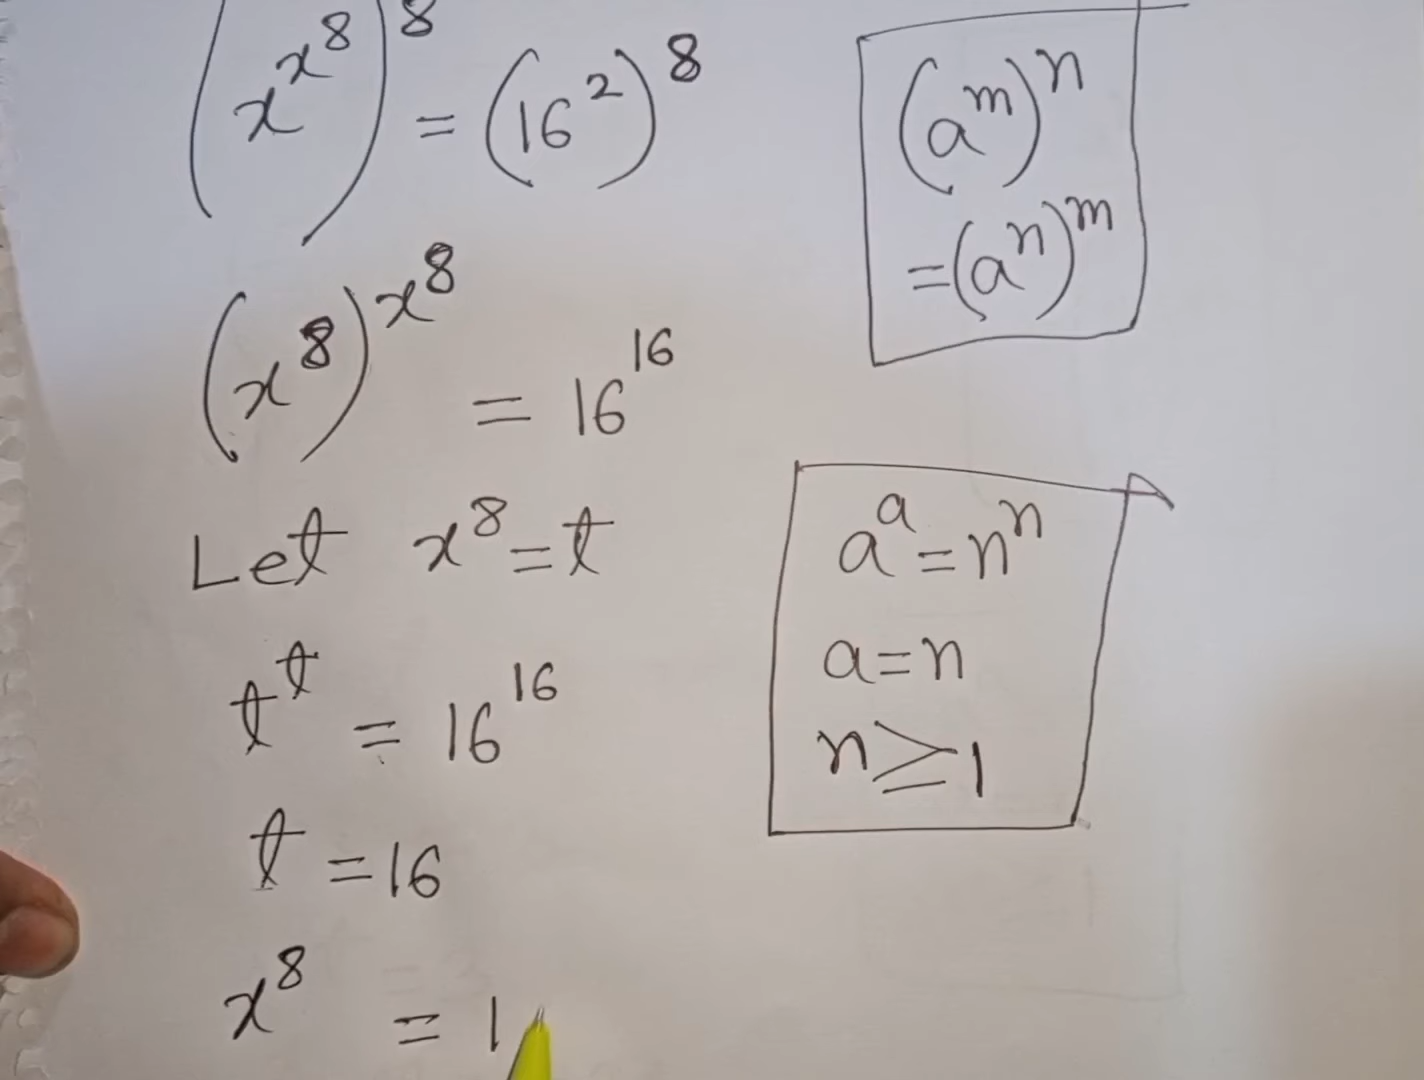 (x^x^8)^8 = (16^2)^8
(x^8)^x^8 = 16^16
Let x^8 = t
t^t = 16^16
t = 16
x^8 = 1
(a^m)^n
=(a^n)^m
a^a = n^n
a = n
n ≥ 1